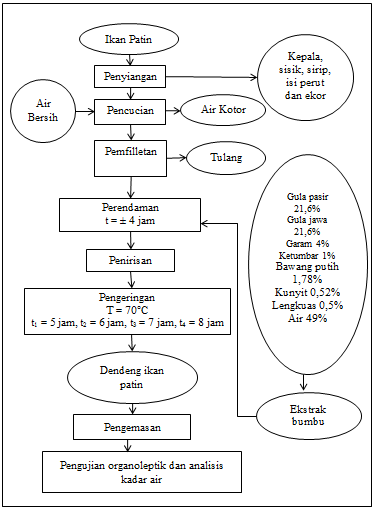 Ikan Patin
Penyiangan
Kepala,
sisik, sirip,
isi perut
dan ekor
Air
Bersih
Pencucian
Air Kotor
Pemfilletan
Tulang
Perendaman
t = ± 4 jam
Gula pasir
21,6%
Gula jawa
21,6%
Garam 4%
Ketumbar 1%
Bawang putih
1,78%
Kunyit 0,52%
Lengkuas 0,5%
Air 49%
Penirisan
Pengeringan
T = 70°C
t₁ = 5 jam, t₂ = 6 jam, t₃ = 7 jam, t₄ = 8 jam
Dendeng ikan
patin
Ekstrak
bumbu
Pengemasan
Pengujian organoleptik dan analisis
kadar air